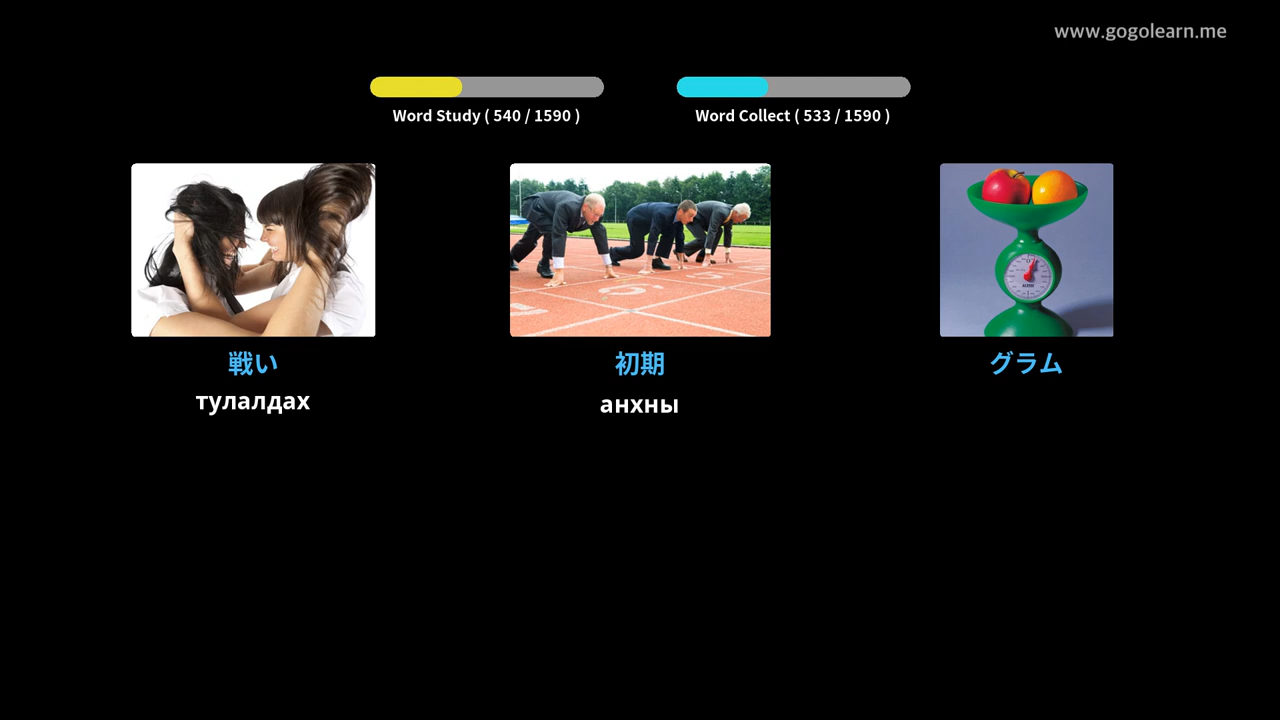 www.gogolearn.me
Word Study ( 540 / 1590 )
Word Collect ( 533 / 1590 )
戦い
初期
グラム
тулалдах
анхны